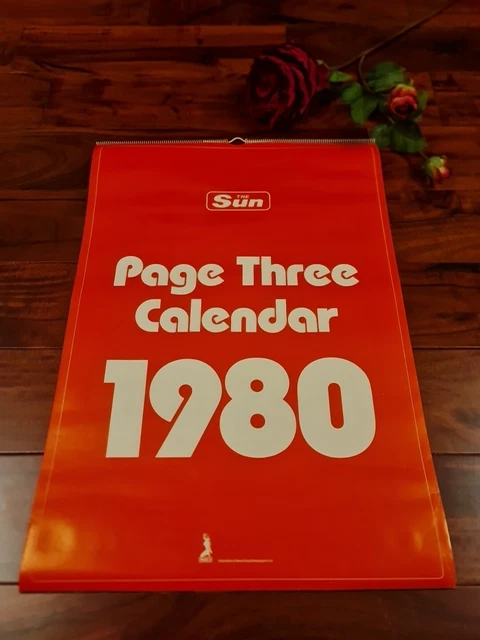 THE
Sun
Page Three
Calendar
1980